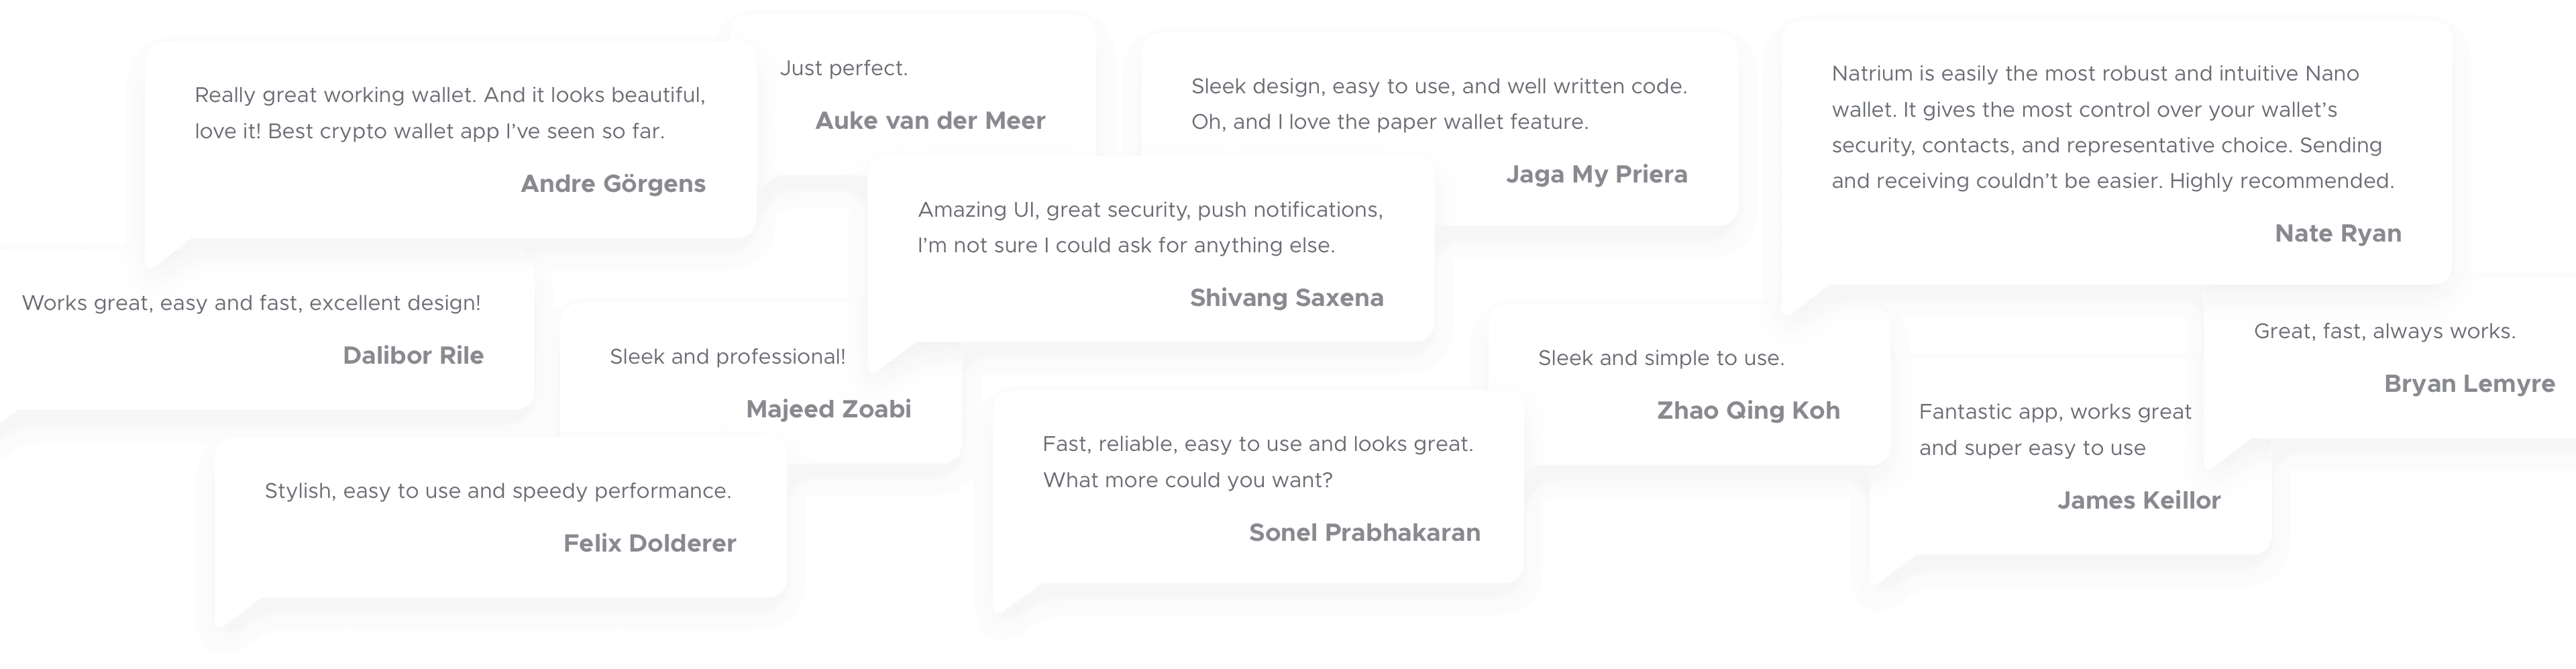 Really great working wallet. And it looks beautiful,
love it! Best crypto wallet app I’ve seen so far.
Andre Görgens
Just perfect.
Auke van der Meer
Sleek design, easy to use, and well written code.
Oh, and I love the paper wallet feature.
Jaga My Priera
Natrium is easily the most robust and intuitive Nano
wallet. It gives the most control over your wallet’s
security, contacts, and representative choice. Sending
and receiving couldn’t be easier. Highly recommended.
Nate Ryan
Amazing UI, great security, push notifications,
I’m not sure I could ask for anything else.
Shivang Saxena
Works great, easy and fast, excellent design!
Dalibor Rile
Sleek and professional!
Majeed Zoabi
Sleek and simple to use.
Zhao Qing Koh
Great, fast, always works.
Bryan Lemyre
Fantastic app, works great
and super easy to use
James Keillor
Stylish, easy to use and speedy performance.
Felix Dolderer
Fast, reliable, easy to use and looks great.
What more could you want?
Sonel Prabhakaran